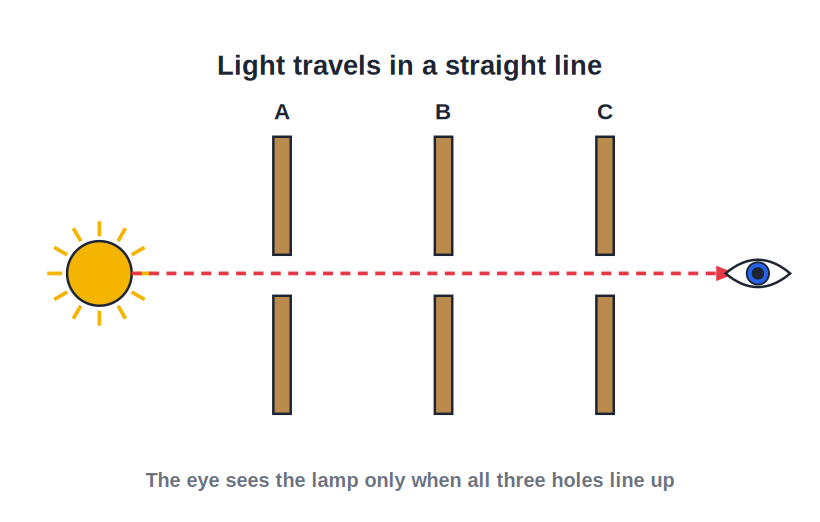 Light travels in a straight line
A B C
The eye sees the lamp only when all three holes line up